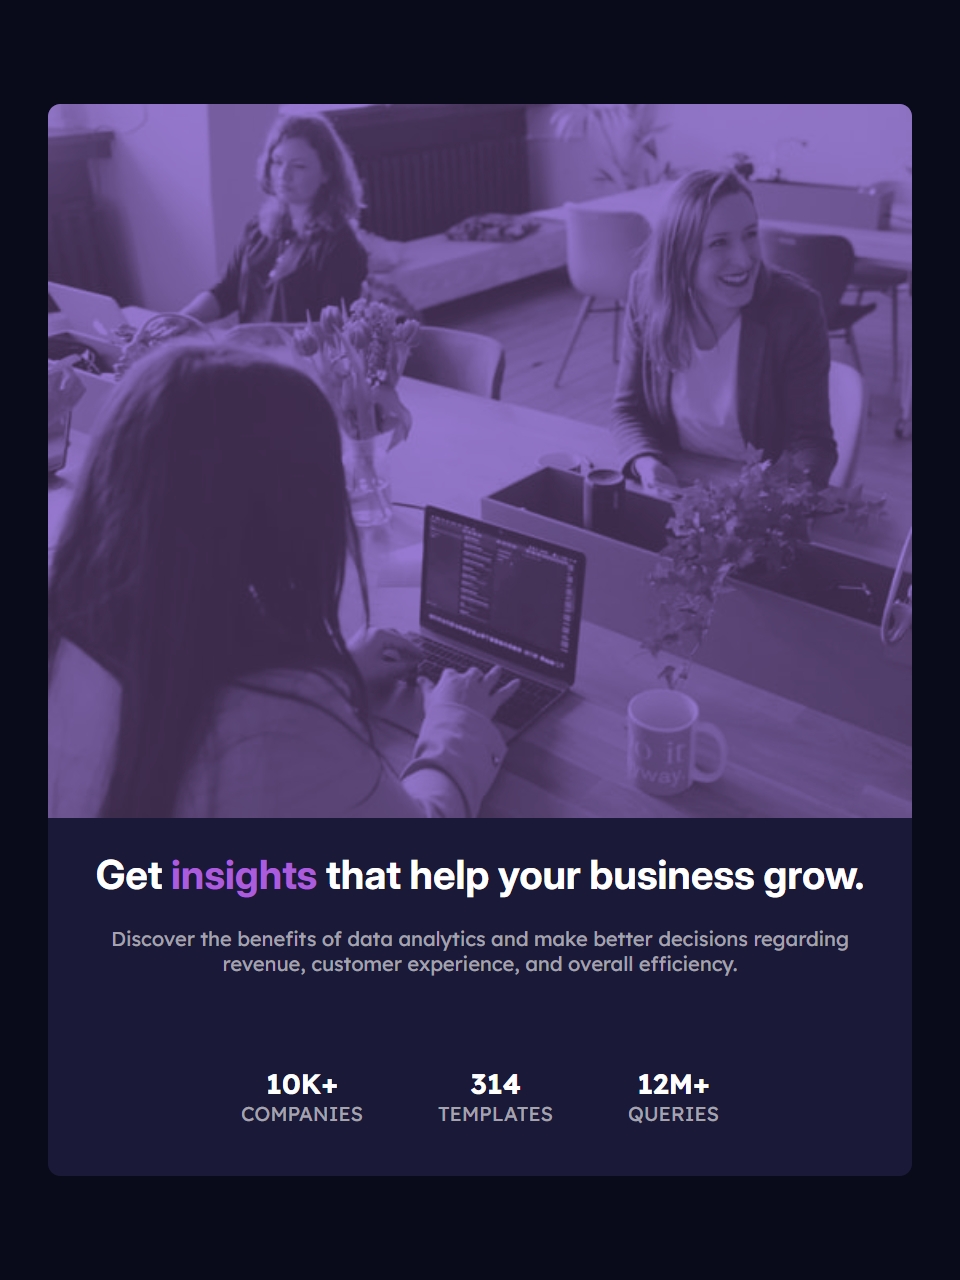 Get insights that help your business grow.
Discover the benefits of data analytics and make better decisions regarding
revenue, customer experience, and overall efficiency.
10K+ 314 12M+
COMPANIES TEMPLATES QUERIES